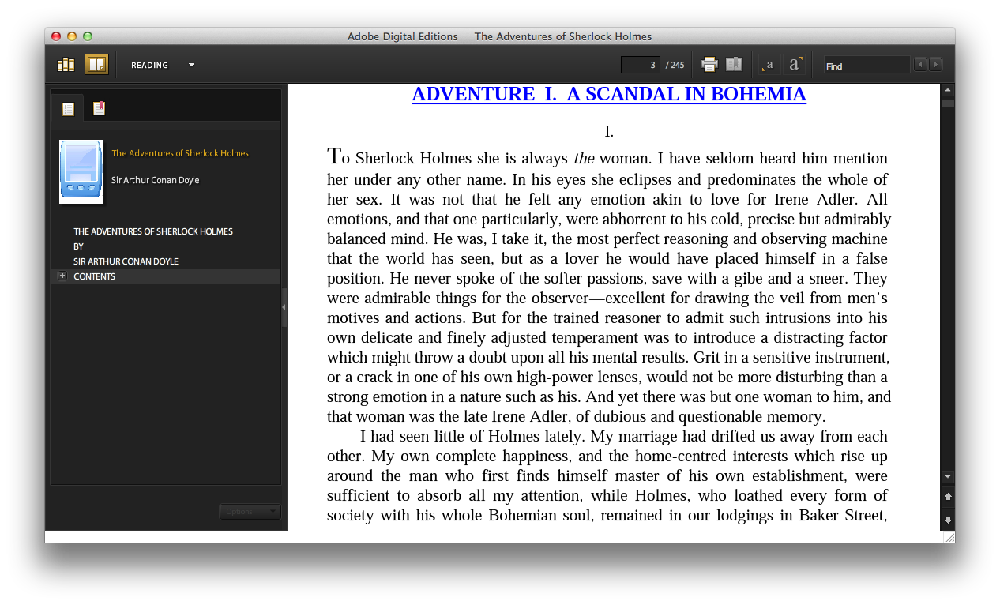 Adobe Digital Editions The Adventures of Sherlock Holmes
READING 3 / 245 a a Find
The Adventures of Sherlock Holmes
Sir Arthur Conan Doyle
THE ADVENTURES OF SHERLOCK HOLMES
BY
SIR ARTHUR CONAN DOYLE
CONTENTS
Options
ADVENTURE I. A SCANDAL IN BOHEMIA
I.
To Sherlock Holmes she is always the woman. I have seldom heard him mention
her under any other name. In his eyes she eclipses and predominates the whole of
her sex. It was not that he felt any emotion akin to love for Irene Adler. All
emotions, and that one particularly, were abhorrent to his cold, precise but admirably
balanced mind. He was, I take it, the most perfect reasoning and observing machine
that the world has seen, but as a lover he would have placed himself in a false
position. He never spoke of the softer passions, save with a gibe and a sneer. They
were admirable things for the observer—excellent for drawing the veil from men’s
motives and actions. But for the trained reasoner to admit such intrusions into his
own delicate and finely adjusted temperament was to introduce a distracting factor
which might throw a doubt upon all his mental results. Grit in a sensitive instrument,
or a crack in one of his own high-power lenses, would not be more disturbing than a
strong emotion in a nature such as his. And yet there was but one woman to him, and
that woman was the late Irene Adler, of dubious and questionable memory.
I had seen little of Holmes lately. My marriage had drifted us away from each
other. My own complete happiness, and the home-centred interests which rise up
around the man who first finds himself master of his own establishment, were
sufficient to absorb all my attention, while Holmes, who loathed every form of
society with his whole Bohemian soul, remained in our lodgings in Baker Street,